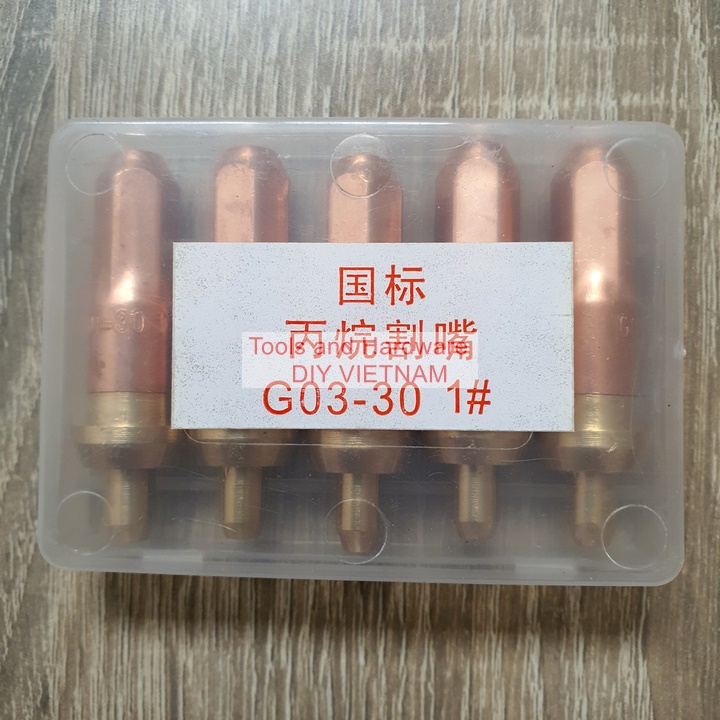 国标
丙烷割嘴
Tools and Hardware
DIY VIETNAM
G03-30 1#